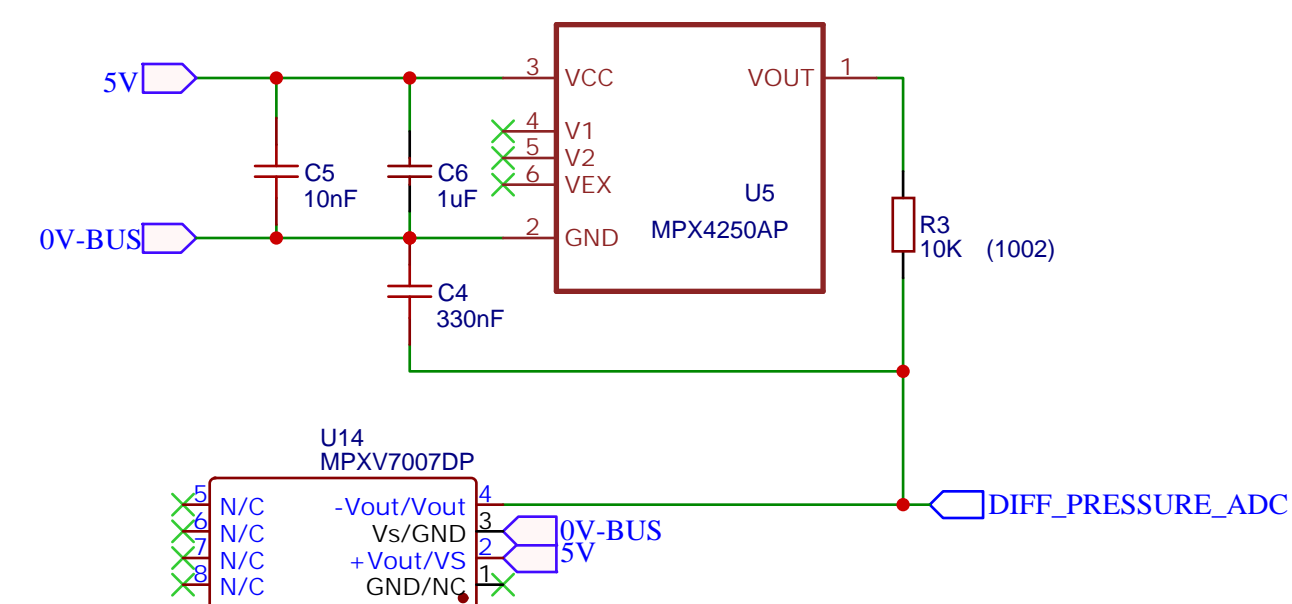 5V
3
VCC
VOUT
1
4
V1
5
V2
6
VEX
C5
10nF
C6
1uF
U5
MPX4250AP
R3
10K (1002)
0V-BUS
2
GND
C4
330nF
U14
MPXV7007DP
5
N/C
-Vout/Vout
4
DIFF_PRESSURE_ADC
6
N/C
Vs/GND
3
0V-BUS
7
N/C
+Vout/VS
2
5V
8
N/C
GND/NC
1